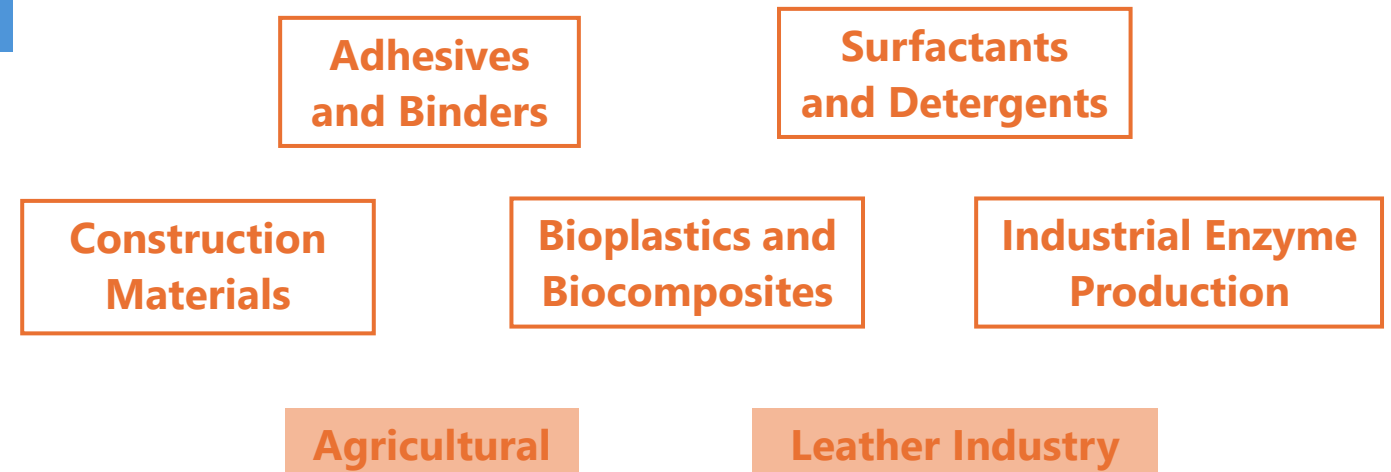 Adhesives
and Binders
Surfactants
and Detergents
Construction
Materials
Bioplastics and
Biocomposites
Industrial Enzyme
Production
Agricultural
Leather Industry